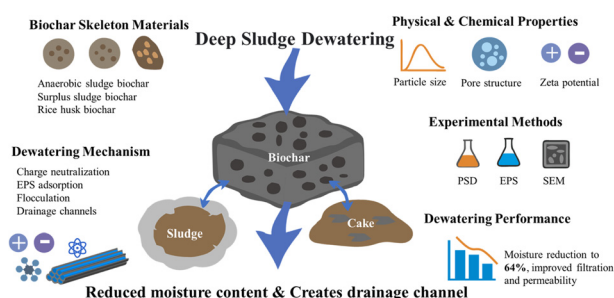 Biochar Skeleton Materials
Anaerobic sludge biochar
Surplus sludge biochar
Rice husk biochar
Dewatering Mechanism
Charge neutralization
EPS adsorption
Flocculation
Drainage channels
Deep Sludge Dewatering
Biochar
Sludge
Cake
Reduced moisture content & Creates drainage channel
Physical & Chemical Properties
Particle size
Pore structure
Zeta potential
Experimental Methods
PSD
EPS
SEM
Dewatering Performance
Moisture reduction to
64%, improved filtration
and permeability